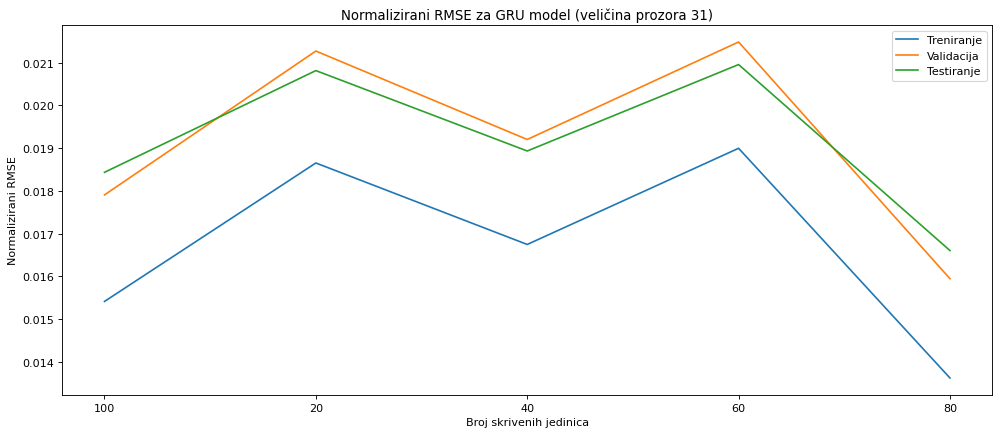 Normalizirani RMSE za GRU model (veličina prozora 31)
Treniranje
Validacija
Testiranje
Normalizirani RMSE
0.021
0.020
0.019
0.018
0.017
0.016
0.015
0.014
100 20 40 60 80
Broj skrivenih jedinica